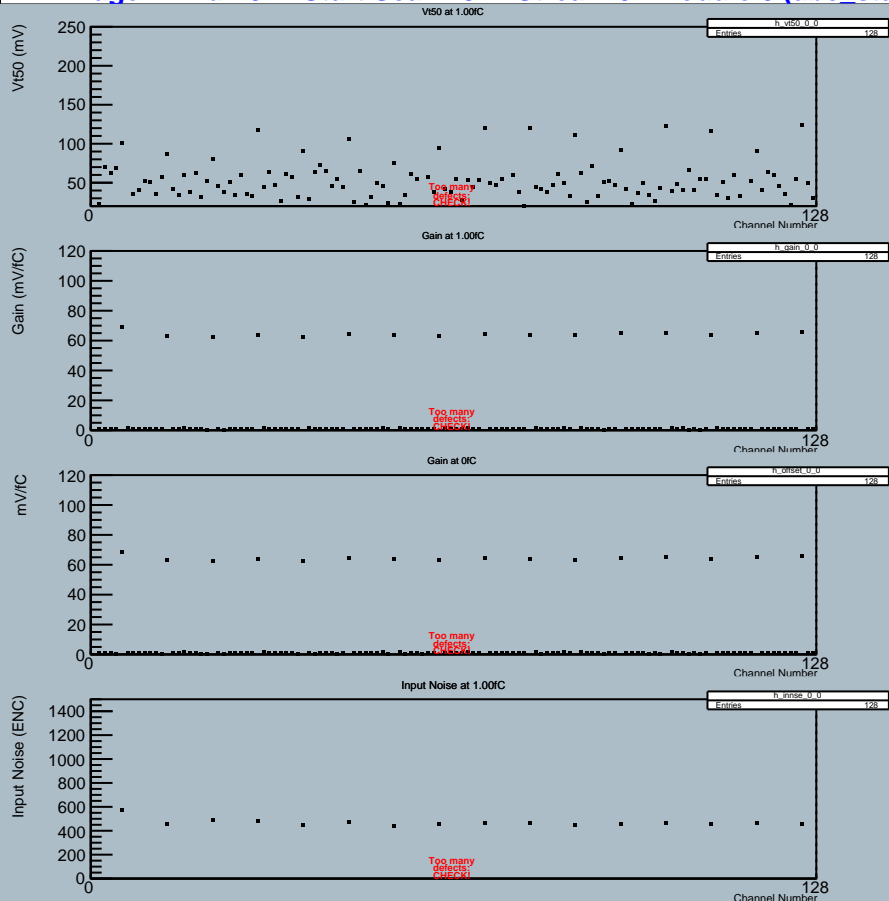 Vt50 at 1.00fC
h_vt50_0_0
Entries 128
Vt50 (mV)
250
200
150
100
50
Too many
defects:
CHECK!
0
128
Channel Number
Gain at 1.00fC
h_gain_0_0
Entries 128
Gain (mV/fC)
120
100
80
60
40
20
0
Too many
defects:
CHECK!
0
128
Channel Number
Gain at 0fC
h_offset_0_0
Entries 128
mV/fC
120
100
80
60
40
20
0
Too many
defects:
CHECK!
0
128
Channel Number
Input Noise at 1.00fC
h_innse_0_0
Entries 128
Input Noise (ENC)
1400
1200
1000
800
600
400
200
0
Too many
defects:
CHECK!
0
128
Channel Number